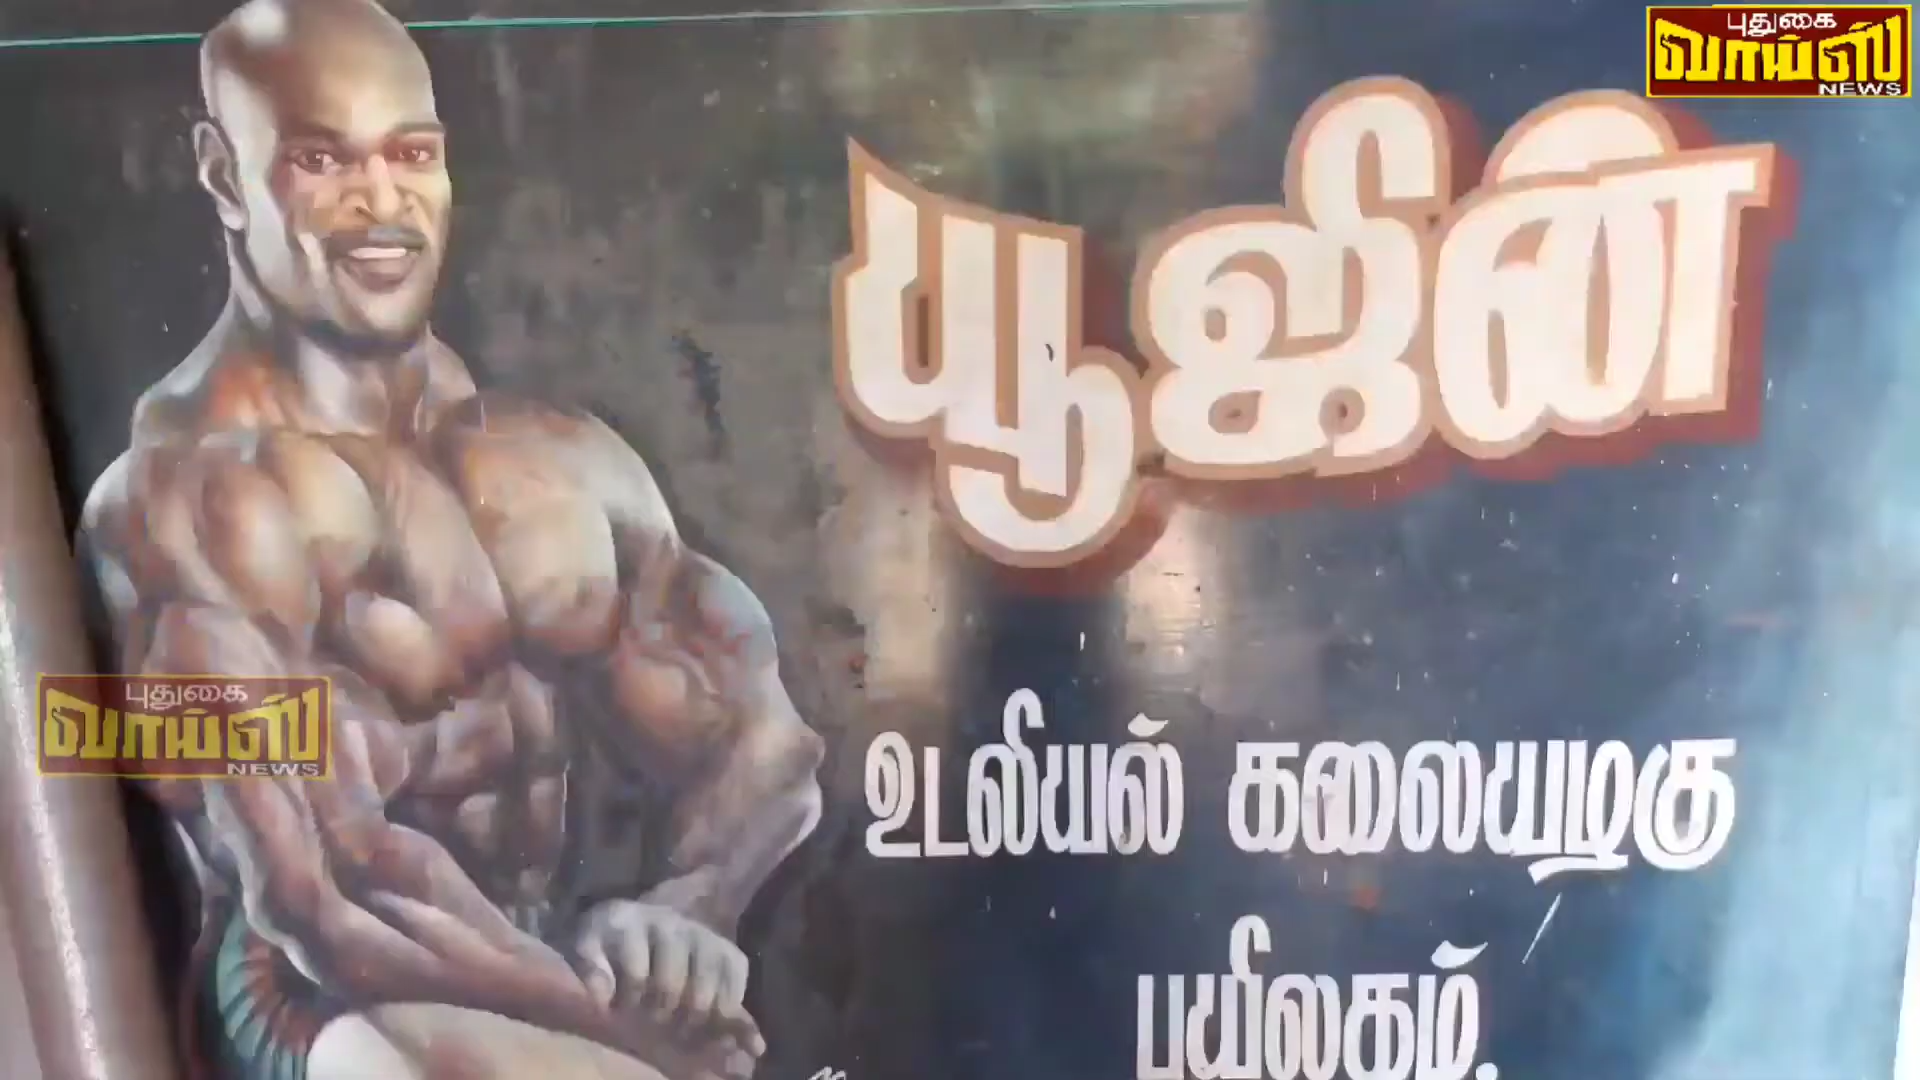 புதுகை
வாய்ஸ்
NEWS
யூஜின்
புதுகை
வாய்ஸ்
NEWS
உடலியல் கலையழகு
பயிலகம்.